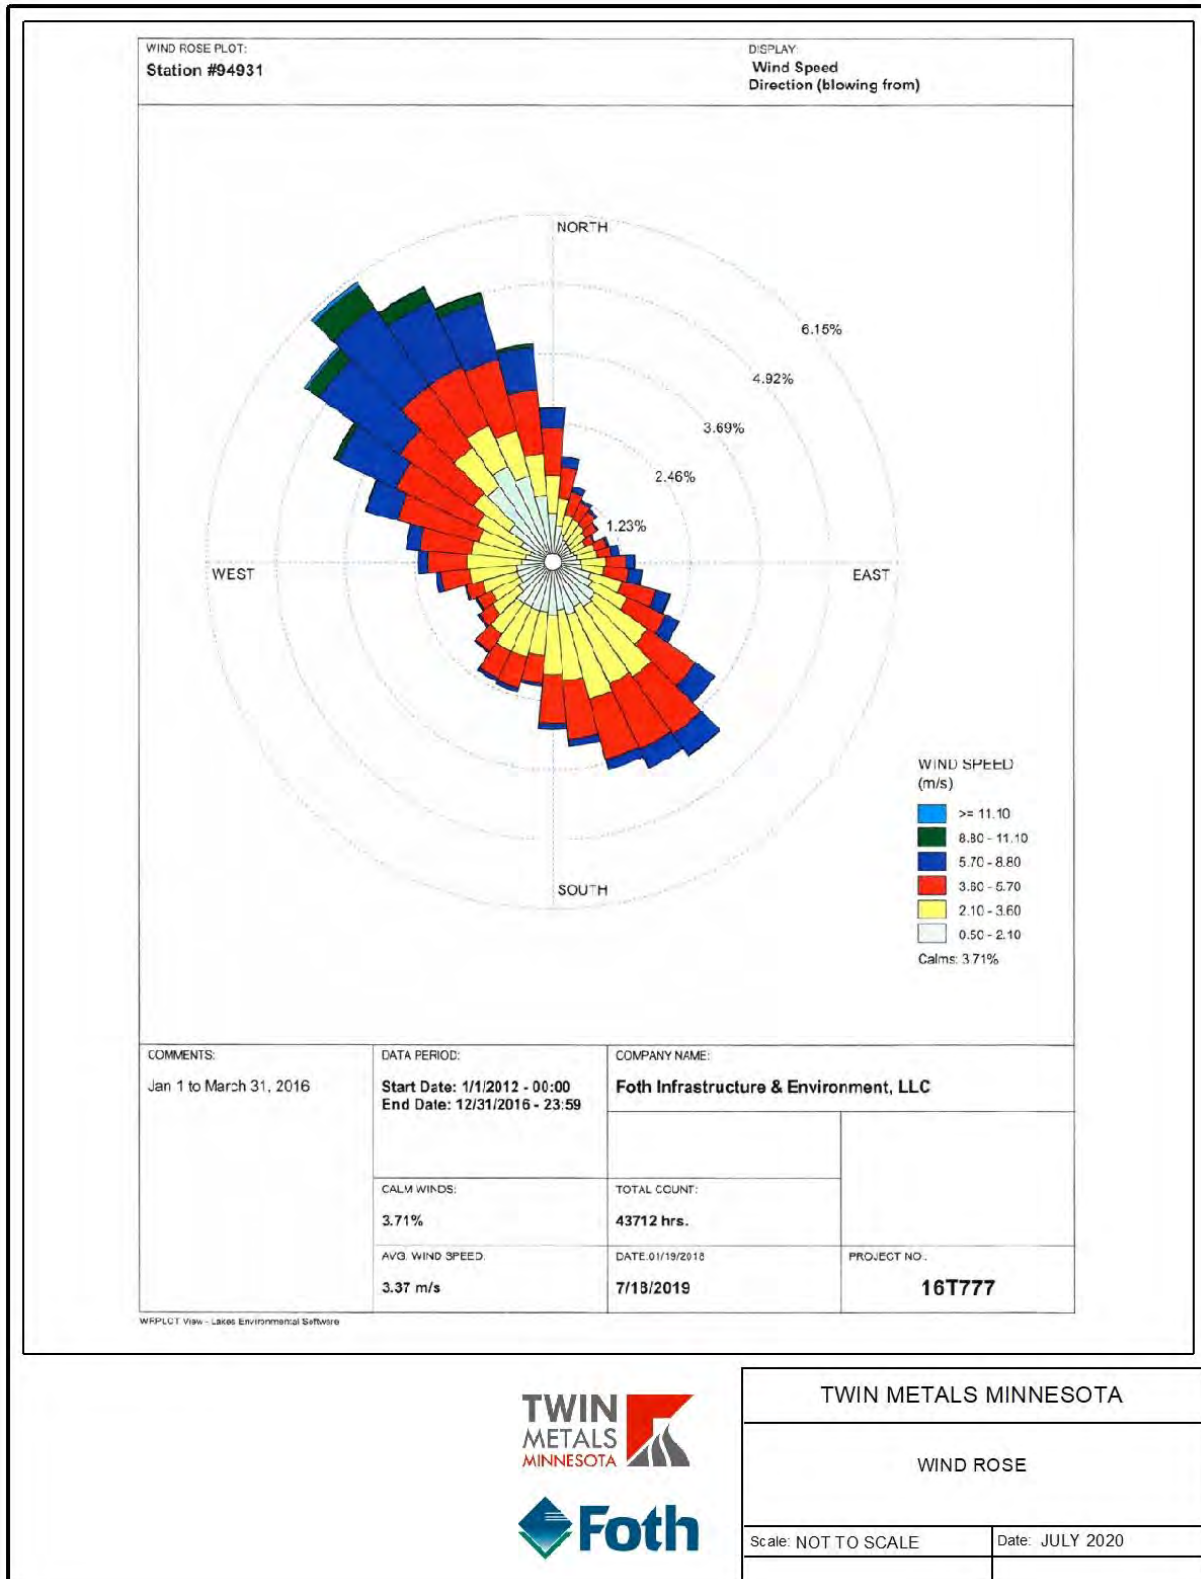 WIND ROSE PLOT:
Station #94931
DISPLAY:
Wind Speed
Direction (blowing from)
NORTH
6.15%
4.92%
3.69%
2.46%
1.23%
WEST
EAST
SOUTH
WIND SPEED
(m/s)
>= 11.10
8.80 - 11.10
5.70 - 8.80
3.60 - 5.70
2.10 - 3.60
0.50 - 2.10
Calms: 3.71%
COMMENTS:
Jan 1 to March 31, 2016
DATA PERIOD:
Start Date: 1/1/2012 - 00:00
End Date: 12/31/2016 - 23:59
COMPANY NAME:
Foth Infrastructure & Environment, LLC
CALM WINDS:
3.71%
TOTAL COUNT:
43712 hrs.
AVG. WIND SPEED:
3.37 m/s
DATE:01/19/2018
7/18/2019
PROJECT NO.:
16T777
WRPLOT View - Lakes Environmental Software
TWIN
METALS
MINNESOTA
Foth
TWIN METALS MINNESOTA
WIND ROSE
Scale: NOT TO SCALE
Date: JULY 2020